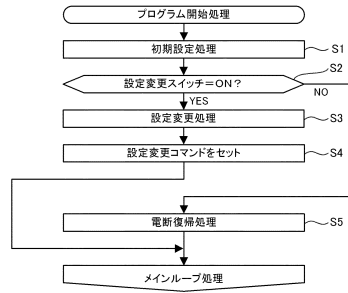 プログラム開始処理
初期設定処理
S1
設定変更スイッチ=ON?
S2
NO
YES
設定変更処理
S3
設定変更コマンドをセット
S4
電断復帰処理
S5
メインループ処理